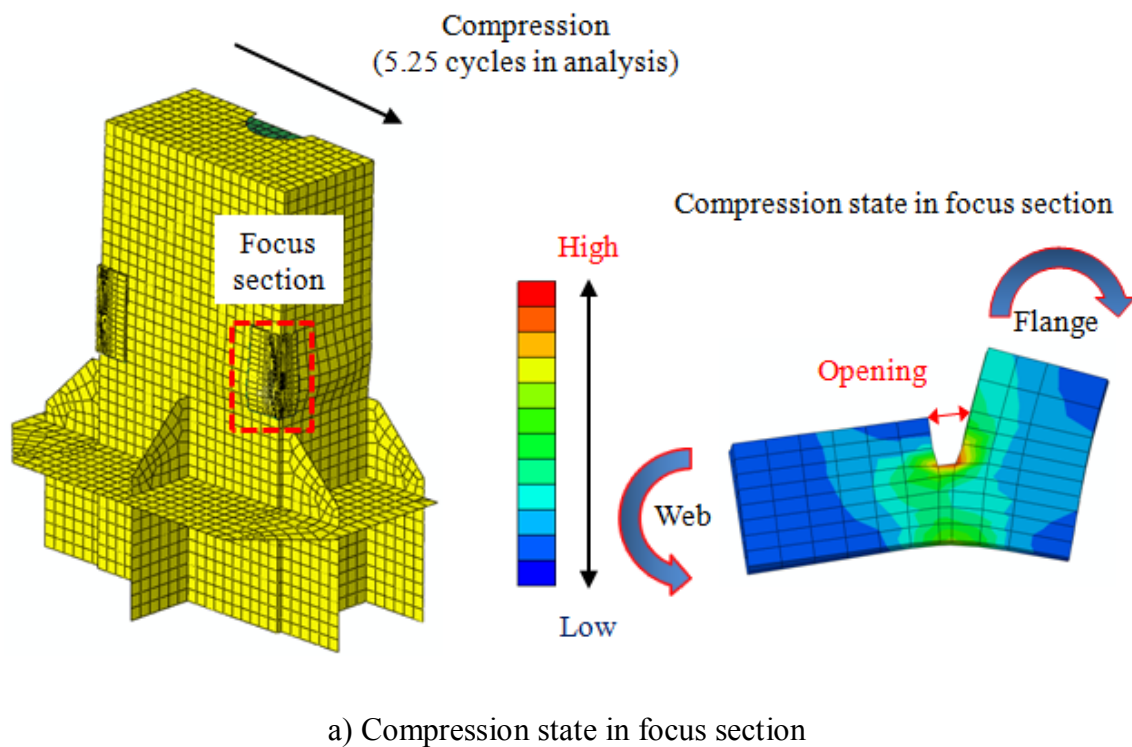 Compression
(5.25 cycles in analysis)
Focus
section
Compression state in focus section
High
Flange
Opening
Web
Low
a) Compression state in focus section